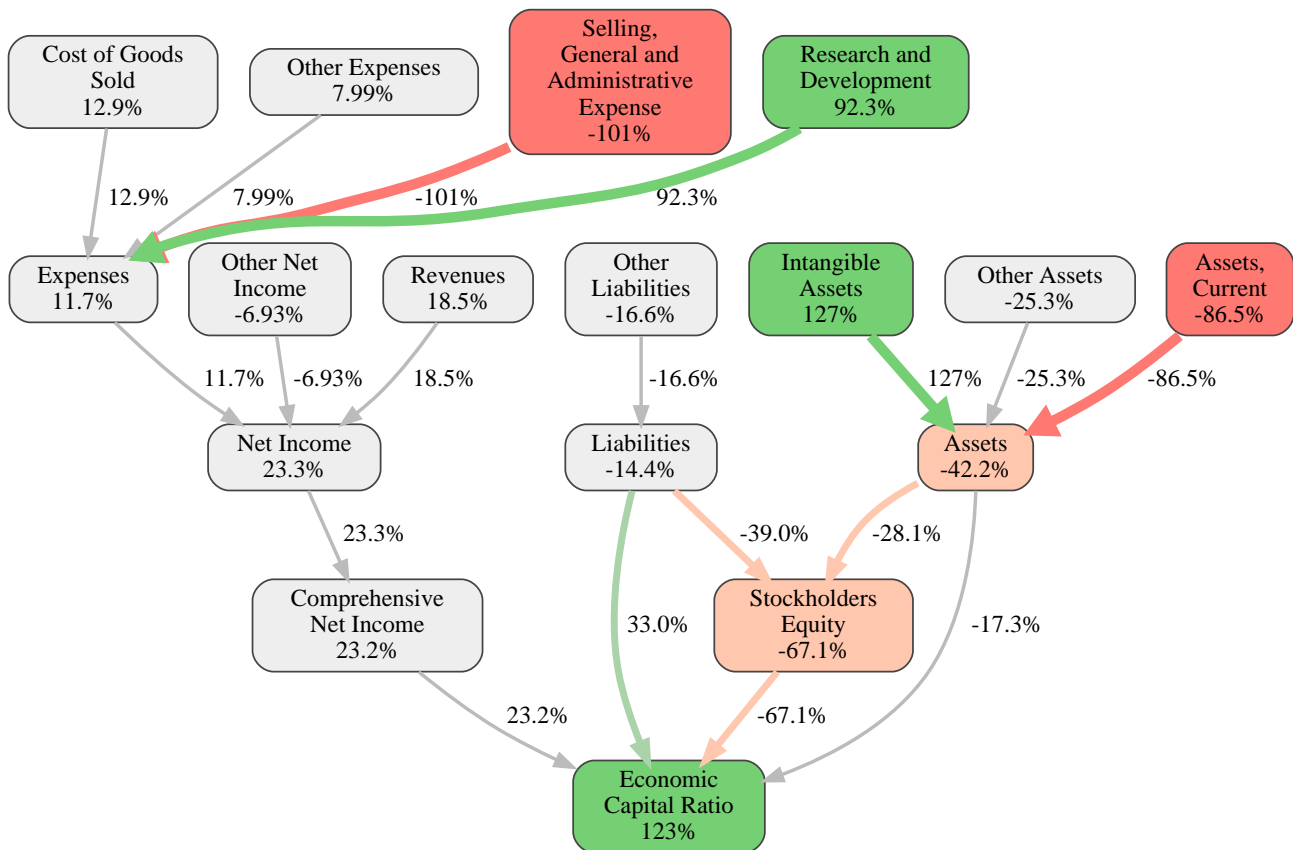 Cost of Goods
Sold
12.9%
Other Expenses
7.99%
Selling,
General and
Administrative
Expense
-101%
Research and
Development
92.3%
12.9%
7.99%
-101%
92.3%
Expenses
11.7%
Other Net
Income
-6.93%
Revenues
18.5%
Other
Liabilities
-16.6%
Intangible
Assets
127%
Other Assets
-25.3%
Assets,
Current
-86.5%
11.7%
-6.93%
18.5%
-16.6%
127%
-25.3%
-86.5%
Net Income
23.3%
Liabilities
-14.4%
Assets
-42.2%
23.3%
-39.0%
-28.1%
Comprehensive
Net Income
23.2%
33.0%
Stockholders
Equity
-67.1%
-17.3%
23.2%
-67.1%
Economic
Capital Ratio
123%